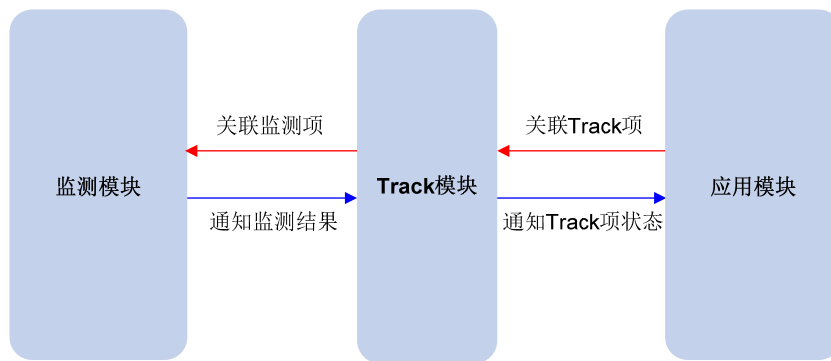 关联监测项
关联Track项
监测模块
Track模块
应用模块
通知监测结果
通知Track项状态